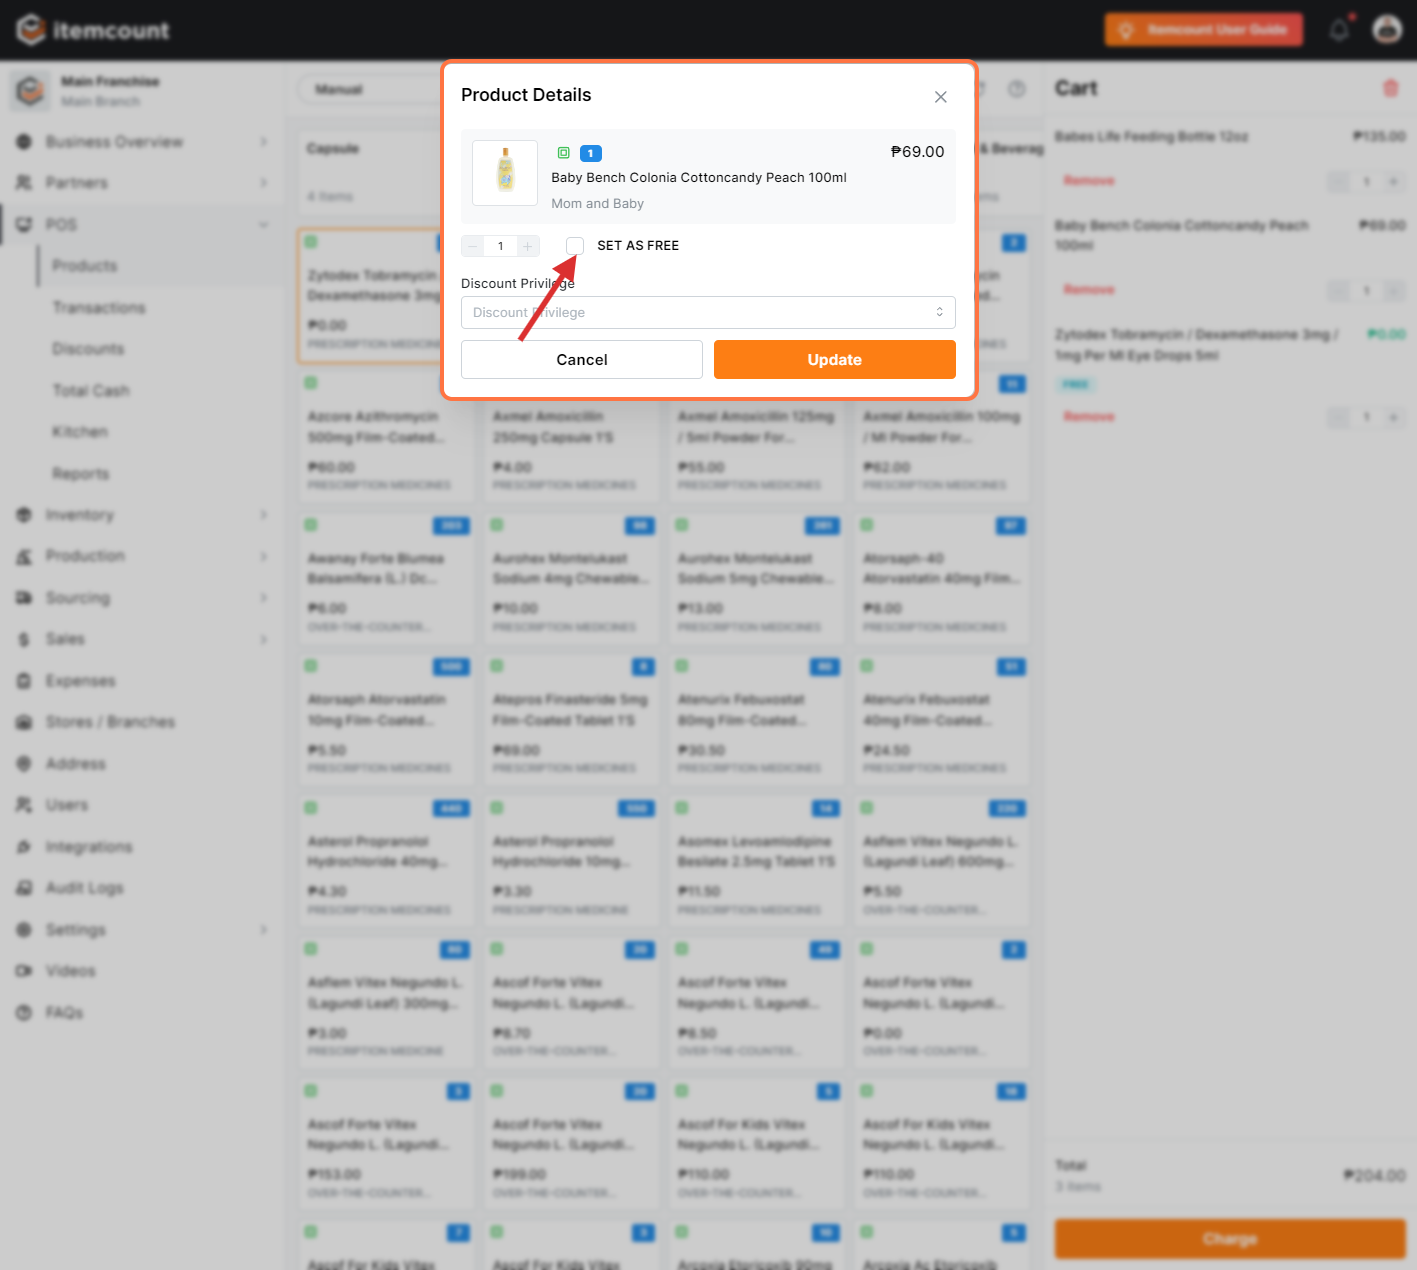 itemcount
Itemcount User Guide
Main Franchise
Main Branch
Business Overview
Partners
POS
Products
Transactions
Discounts
Total Cash
Kitchen
Reports
Inventory
Production
Sourcing
Sales
Expenses
Stores / Branches
Address
Users
Integrations
Audit Logs
Settings
Videos
FAQs
Manual
Capsule
4 items
& Beverag
Product Details
1
₱69.00
Baby Bench Colonia Cottoncandy Peach 100ml
Mom and Baby
1
SET AS FREE
Discount Privilege
Discount Privilege
Cancel
Update
Zytodex Tobramycin
Dexamethasone 3mg
₱0.00
PRESCRIPTION MEDICINE
2
Azcore Azithromycin
500mg Film-Coated...
₱60.00
PRESCRIPTION MEDICINES
Axmel Amoxicillin
250mg Capsule 1'S
₱4.00
PRESCRIPTION MEDICINES
Axmel Amoxicillin 125mg
/ 5ml Powder For...
₱55.00
PRESCRIPTION MEDICINES
Axmel Amoxicillin 100mg
/ Ml Powder For...
₱62.00
PRESCRIPTION MEDICINES
Awanay Forte Blumea
Balsamifera (L.) Dc...
₱6.00
OVER-THE-COUNTER...
Aurohex Montelukast
Sodium 4mg Chewable...
₱10.00
PRESCRIPTION MEDICINES
Aurohex Montelukast
Sodium 5mg Chewable...
₱13.00
PRESCRIPTION MEDICINES
Atorsaph-40
Atorvastatin 40mg Film...
₱8.00
PRESCRIPTION MEDICINES
Atorsaph Atorvastatin
10mg Film-Coated...
₱5.50
PRESCRIPTION MEDICINES
Atepros Finasteride 5mg
Film-Coated Tablet 1'S
₱69.00
PRESCRIPTION MEDICINES
Atenurix Febuxostat
80mg Film-Coated...
₱30.50
PRESCRIPTION MEDICINES
Atenurix Febuxostat
40mg Film-Coated...
₱24.50
PRESCRIPTION MEDICINES
Asterol Propranolol
Hydrochloride 40mg...
₱4.30
PRESCRIPTION MEDICINES
Asterol Propranolol
Hydrochloride 10mg...
₱3.30
PRESCRIPTION MEDICINE
Asomex Levoamlodipine
Besilate 2.5mg Tablet 1'S
₱11.50
PRESCRIPTION MEDICINES
Asflem Vitex Negundo L.
(Lagundi Leaf) 600mg...
₱5.50
OVER-THE-COUNTER...
Asflem Vitex Negundo L.
(Lagundi Leaf) 300mg...
₱3.00
PRESCRIPTION MEDICINE
Ascof Forte Vitex
Negundo L. (Lagundi...
₱8.70
OVER-THE-COUNTER...
Ascof Forte Vitex
Negundo L. (Lagundi...
₱8.50
OVER-THE-COUNTER...
Ascof Forte Vitex
Negundo L. (Lagundi...
₱0.00
OVER-THE-COUNTER...
Ascof Forte Vitex
Negundo L. (Lagundi...
₱153.00
OVER-THE-COUNTER...
Ascof Forte Vitex
Negundo L. (Lagundi...
₱199.00
OVER-THE-COUNTER...
Ascof For Kids Vitex
Negundo L. (Lagundi...
₱110.00
OVER-THE-COUNTER...
Ascof For Kids Vitex
Negundo L. (Lagundi...
₱110.00
OVER-THE-COUNTER...
Ascof For Kids Vitex
Ascof For Kids Vitex
Arcoxia Etoricoxib 90mg
Arcoxia Ac Etoricoxib
Cart
Babes Life Feeding Bottle 12oz
₱135.00
Remove
1
Baby Bench Colonia Cottoncandy Peach
100ml
₱69.00
Remove
1
Zytodex Tobramycin / Dexamethasone 3mg /
1mg Per Ml Eye Drops 5ml
₱0.00
FREE
Remove
1
Total
3 items
₱204.00
Charge